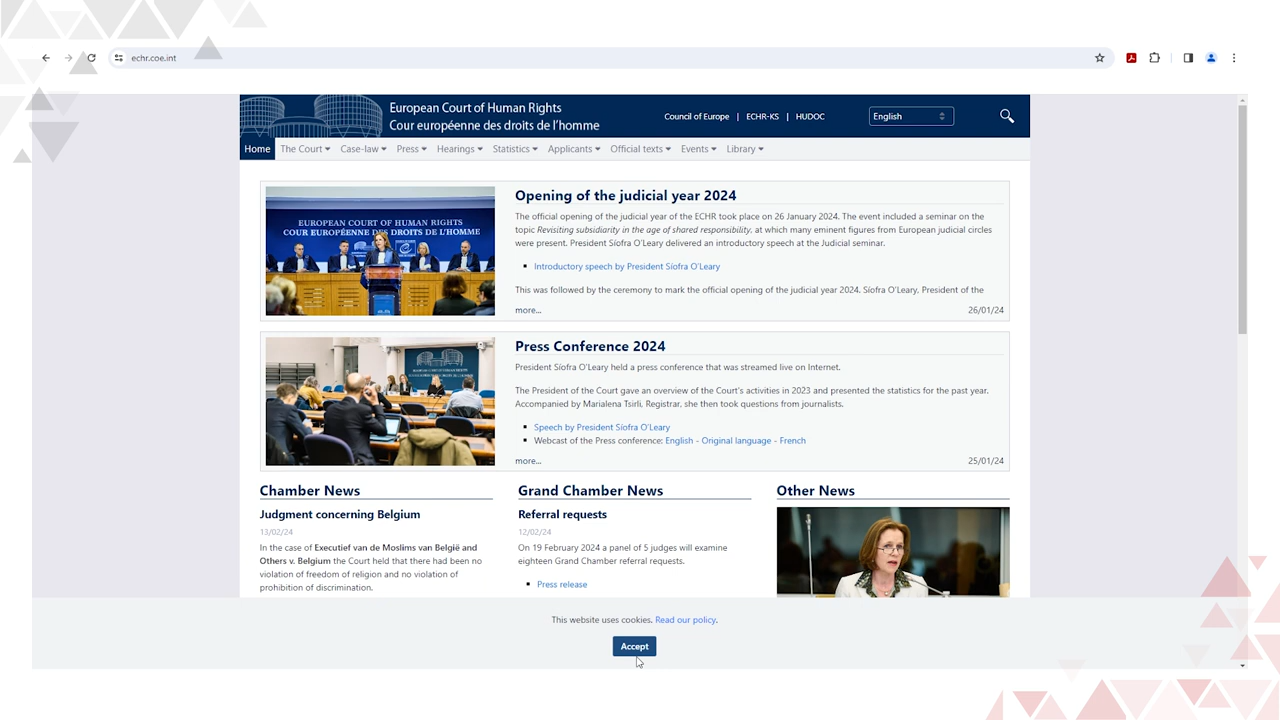 echr.coe.int
European Court of Human Rights
Cour européenne des droits de l'homme
Council of Europe | ECHR-KS | HUDOC
English
Home The Court Case-law Press Hearings Statistics Applicants Official texts Events Library
EUROPEAN COURT OF HUMAN RIGHTS
COUR EUROPÉENNE DES DROITS DE L'HOMME
Opening of the judicial year 2024
The official opening of the judicial year of the ECHR took place on 26 January 2024. The event included a seminar on the
topic Revisiting subsidiarity in the age of shared responsibility, at which many eminent figures from European judicial circles
were present. President Síofra O'Leary delivered an introductory speech at the Judicial seminar.
Introductory speech by President Síofra O'Leary
This was followed by the ceremony to mark the official opening of the judicial year 2024. Síofra O'Leary, President of the
more... 26/01/24
Press Conference 2024
President Síofra O'Leary held a press conference that was streamed live on Internet.
The President of the Court gave an overview of the Court's activities in 2023 and presented the statistics for the past year.
Accompanied by Marialena Tsirli, Registrar, she then took questions from journalists.
Speech by President Síofra O'Leary
Webcast of the Press conference: English - Original language - French
more... 25/01/24
Chamber News
Judgment concerning Belgium
13/02/24
In the case of Executief van de Moslims van België and
Others v. Belgium the Court held that there had been no
violation of freedom of religion and no violation of
prohibition of discrimination.
Grand Chamber News
Referral requests
12/02/24
On 19 February 2024 a panel of 5 judges will examine
eighteen Grand Chamber referral requests.
Press release
Other News
This website uses cookies. Read our policy.
Accept